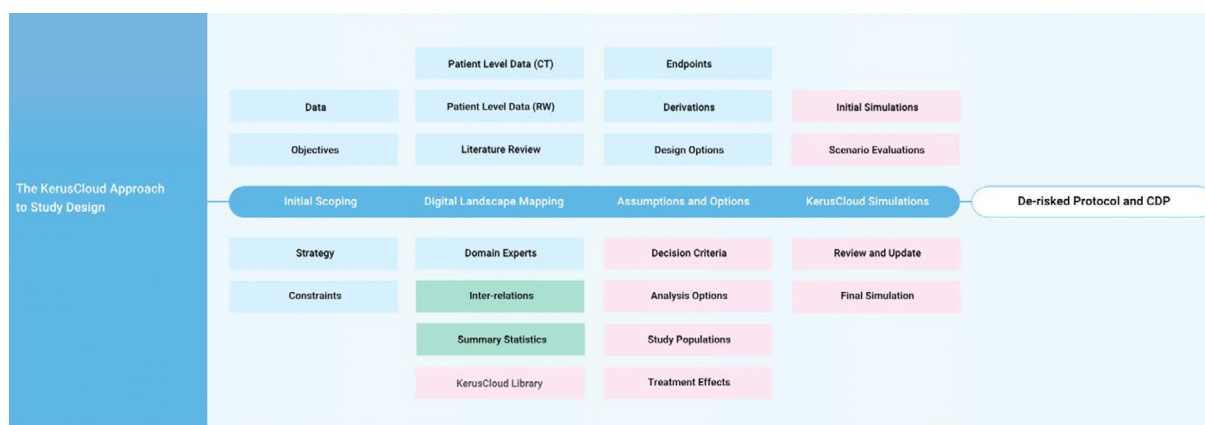 The KerusCloud Approach
to Study Design
Data
Objectives
Initial Scoping
Strategy
Constraints
Patient Level Data (CT)
Patient Level Data (RW)
Literature Review
Digital Landscape Mapping
Domain Experts
Inter-relations
Summary Statistics
KerusCloud Library
Endpoints
Derivations
Design Options
Assumptions and Options
Decision Criteria
Analysis Options
Study Populations
Treatment Effects
Initial Simulations
Scenario Evaluations
KerusCloud Simulations
Review and Update
Final Simulation
De-risked Protocol and CDP